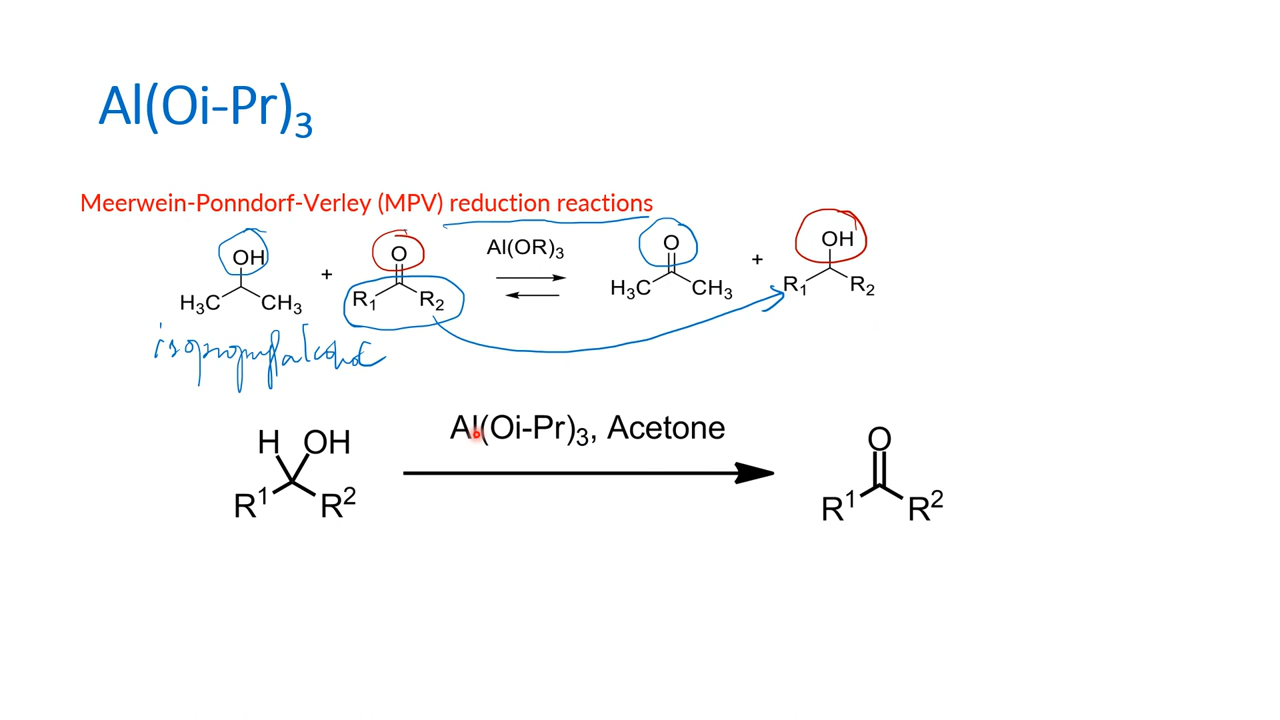 Al(Oi-Pr)₃
Meerwein-Ponndorf-Verley (MPV) reduction reactions
OH H₃C CH₃ + O R₁ R₂ Al(OR)₃ O H₃C CH₃ + OH R₁ R₂
isopropylalcohol
H OH R¹ R² Al(Oi-Pr)₃, Acetone O R¹ R²